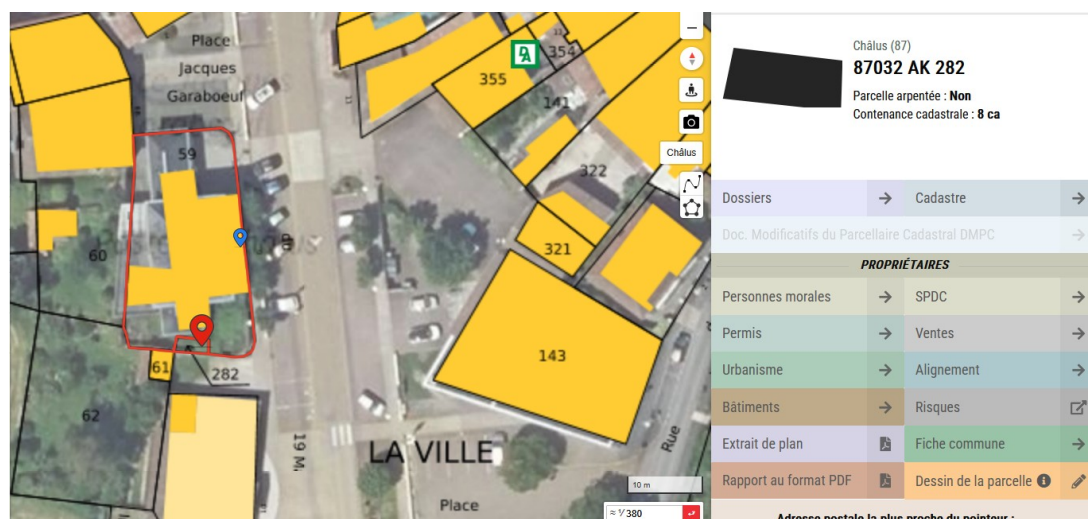 Place
Jacques
Garaboeuf
59
60
61
62
282
355
354
13
141
322
321
143
11
19 M.
LA VILLE
Place
Rue
10 m
≈ 1/380
Châlus
Châlus (87)
87032 AK 282
Parcelle arpentée : Non
Contenance cadastrale : 8 ca
Dossiers
Cadastre
Doc. Modificatifs du Parcellaire Cadastral DMPC
PROPRIÉTAIRES
Personnes morales
SPDC
Permis
Ventes
Urbanisme
Alignement
Bâtiments
Risques
Extrait de plan
Fiche commune
Rapport au format PDF
Dessin de la parcelle
Adresse postale la plus proche du pointeur :